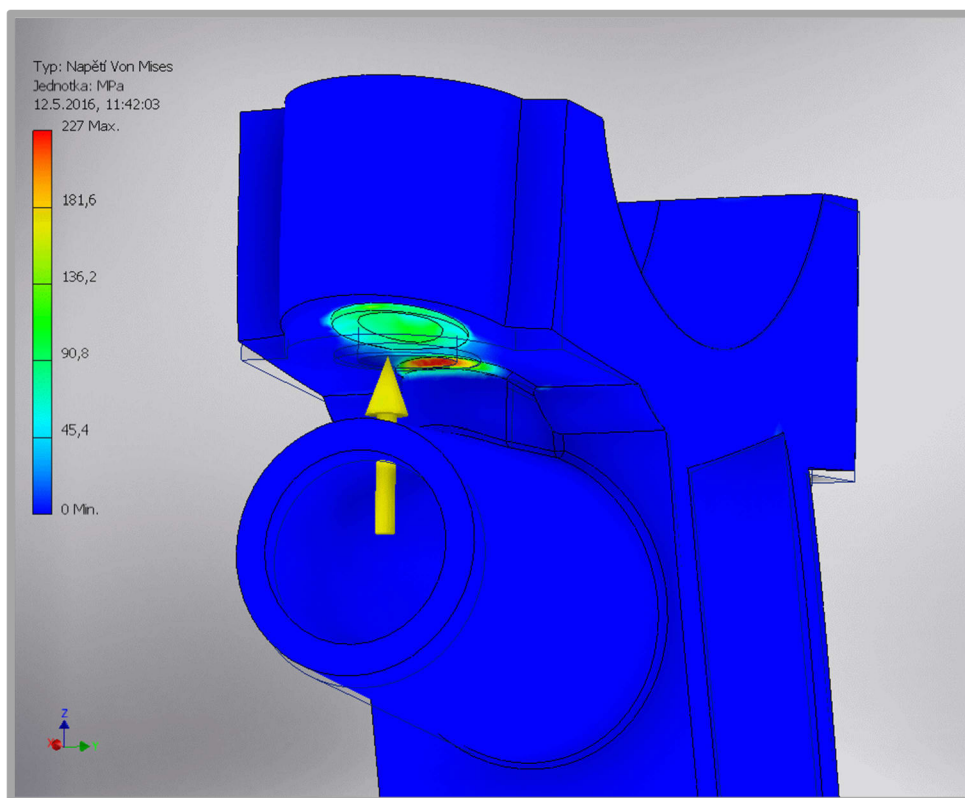 Typ: Napětí Von Mises
Jednotka: MPa
12.5.2016, 11:42:03
227 Max.
181,6
136,2
90,8
45,4
0 Min.
Z
X